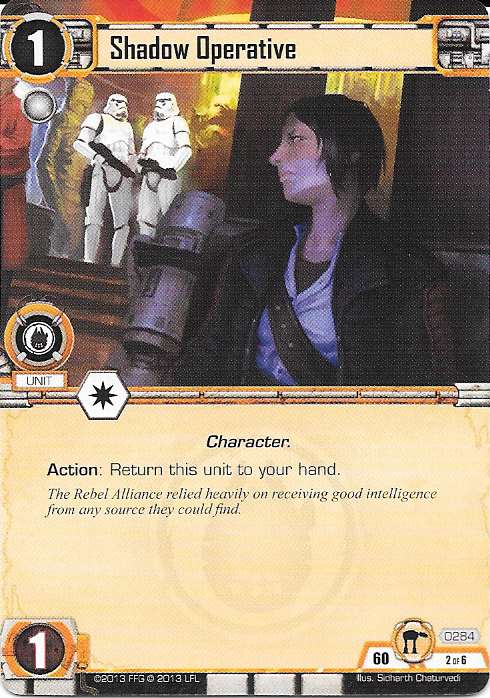 1
Shadow Operative
UNIT
Character.
Action: Return this unit to your hand.
The Rebel Alliance relied heavily on receiving good intelligence
from any source they could find.
1
0284
60
2 OF 6
©2013 FFG © 2013 LFL
Illus. Sidharth Chaturvedi